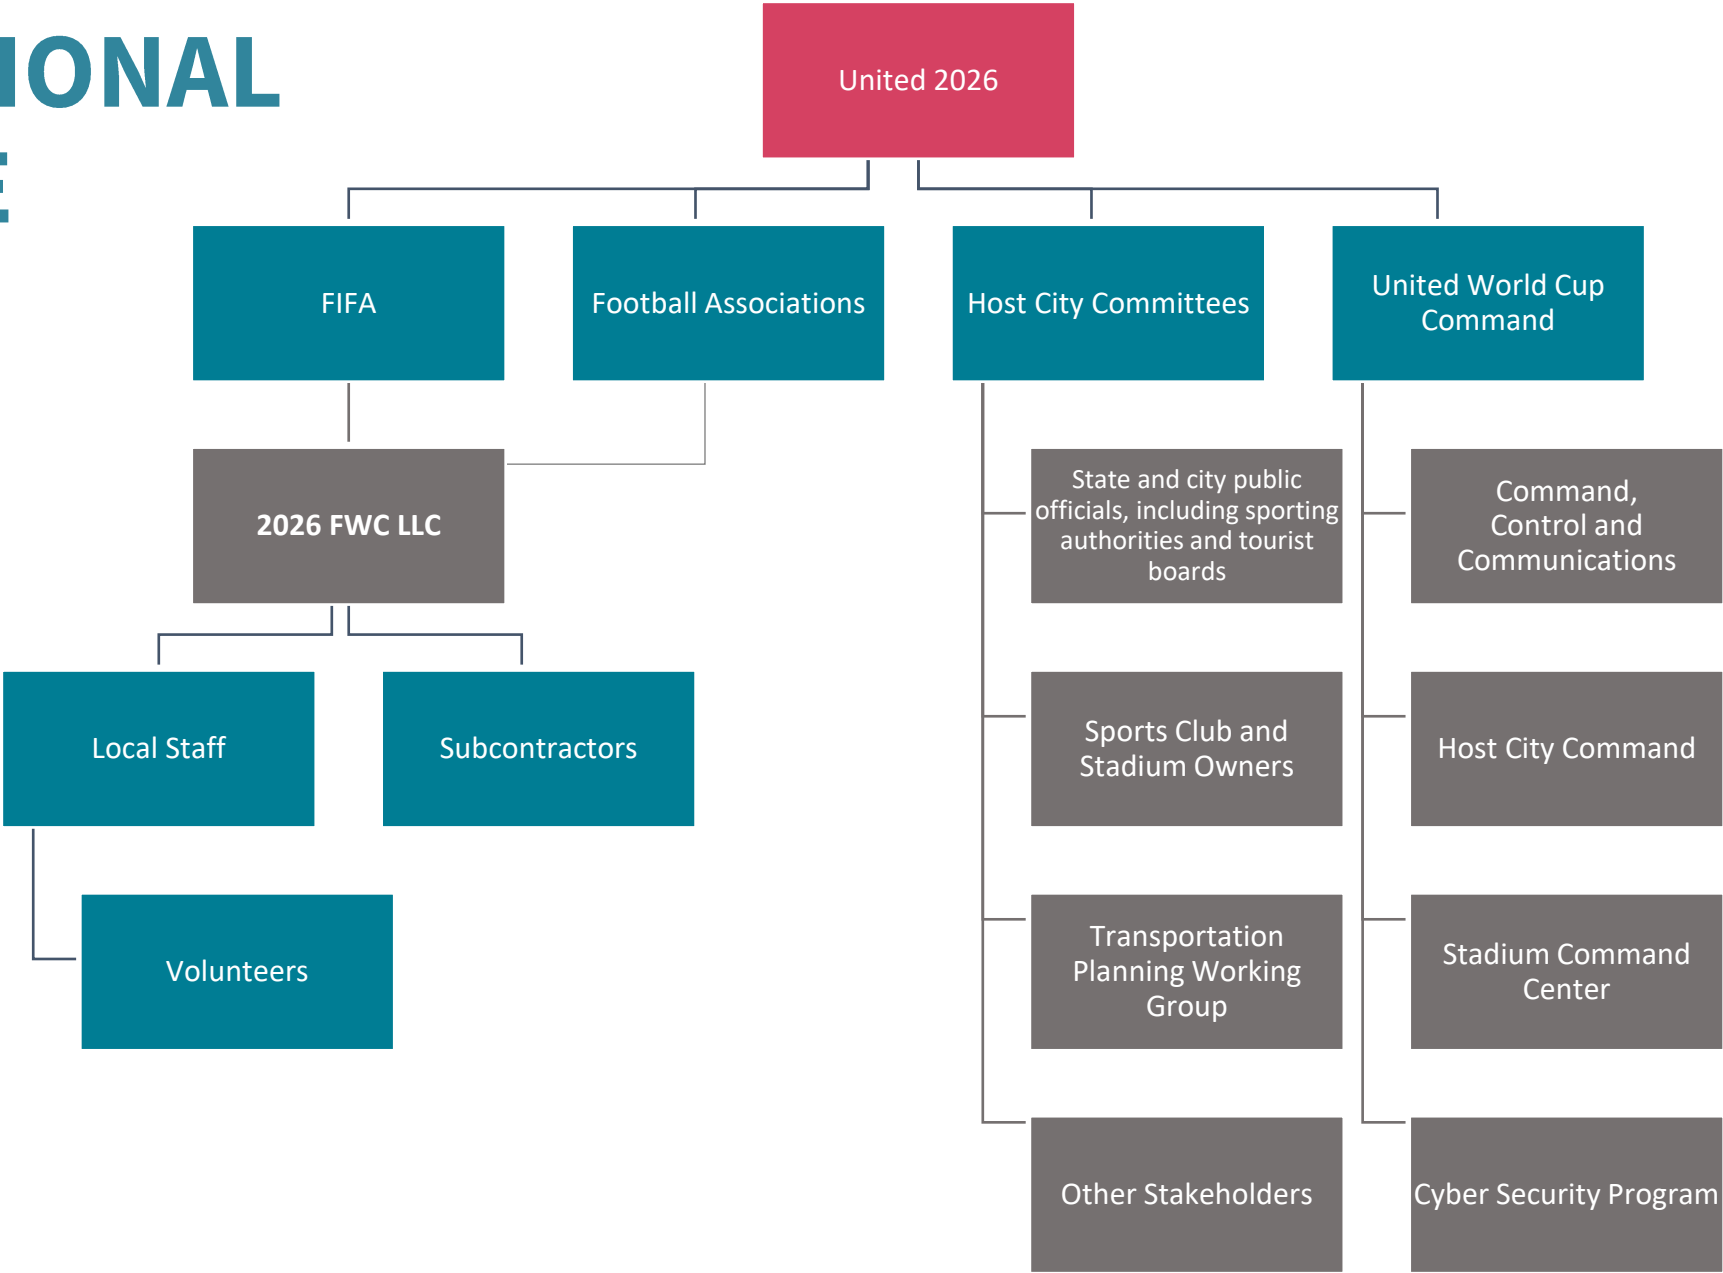 IONAL
E
United 2026
FIFA
Football Associations
Host City Committees
United World Cup
Command
2026 FWC LLC
State and city public
officials, including sporting
authorities and tourist
boards
Command,
Control and
Communications
Local Staff
Subcontractors
Sports Club and
Stadium Owners
Host City Command
Volunteers
Transportation
Planning Working
Group
Stadium Command
Center
Other Stakeholders
Cyber Security Program